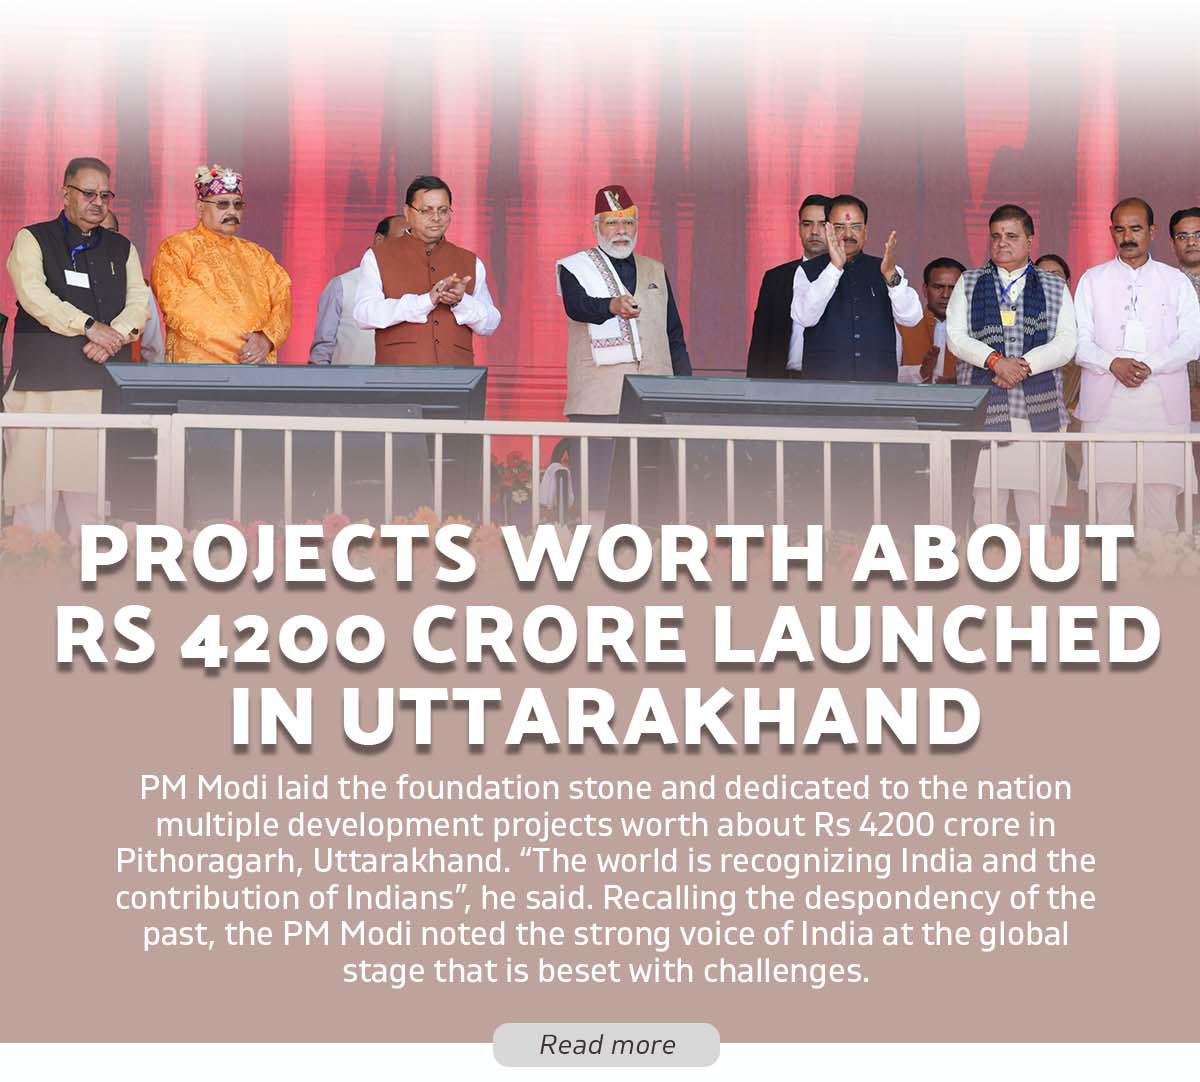 PROJECTS WORTH ABOUT
RS 4200 CRORE LAUNCHED
IN UTTARAKHAND
PM Modi laid the foundation stone and dedicated to the nation
multiple development projects worth about Rs 4200 crore in
Pithoragarh, Uttarakhand. “The world is recognizing India and the
contribution of Indians”, he said. Recalling the despondency of the
past, the PM Modi noted the strong voice of India at the global
stage that is beset with challenges.
Read more